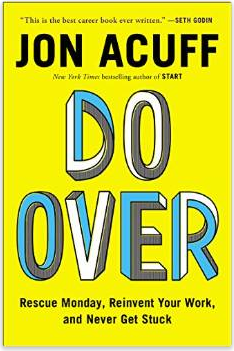 "This is the best career book ever written." —SETH GODIN
JON ACUFF
New York Times bestselling author of START
DO
OVER
Rescue Monday, Reinvent Your Work,
and Never Get Stuck